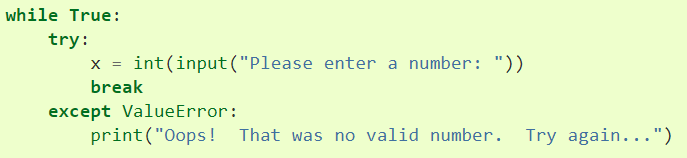 while True:
    try:
        x = int(input("Please enter a number: "))
        break
    except ValueError:
        print("Oops!  That was no valid number.  Try again...")